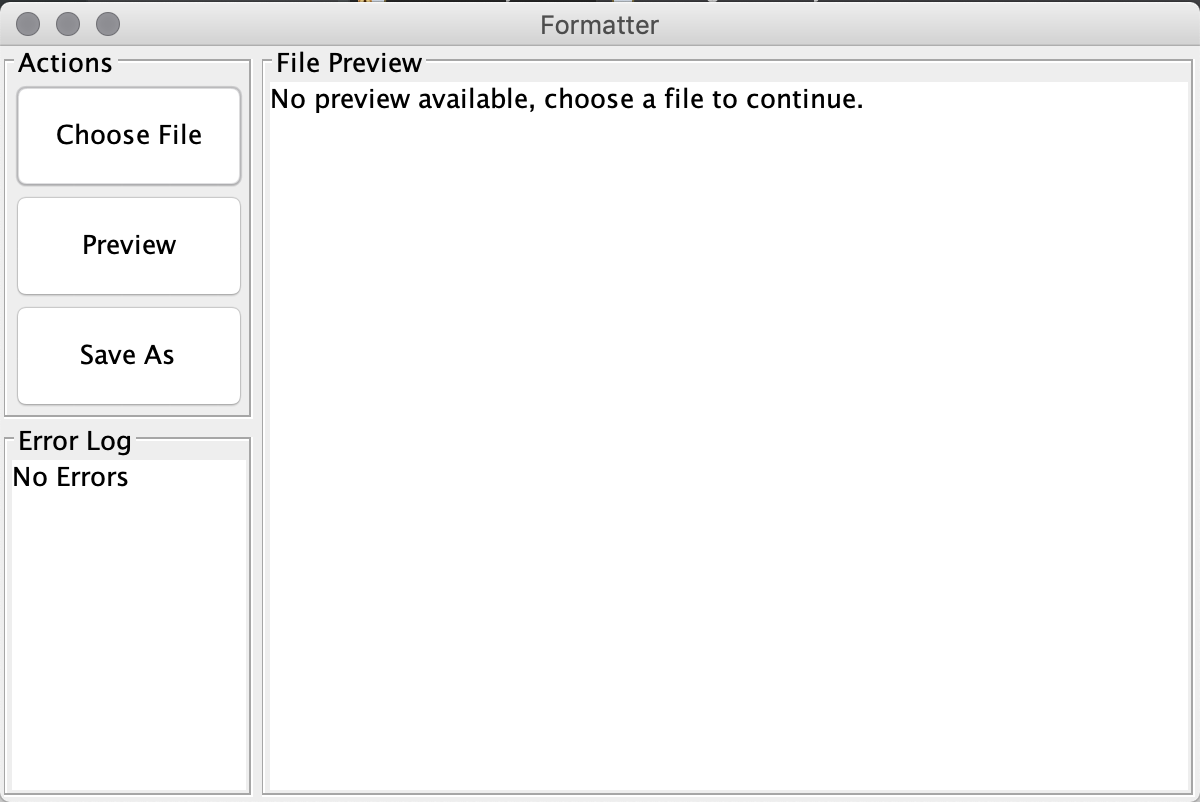 Formatter
Actions
Choose File
Preview
Save As
Error Log
No Errors
File Preview
No preview available, choose a file to continue.